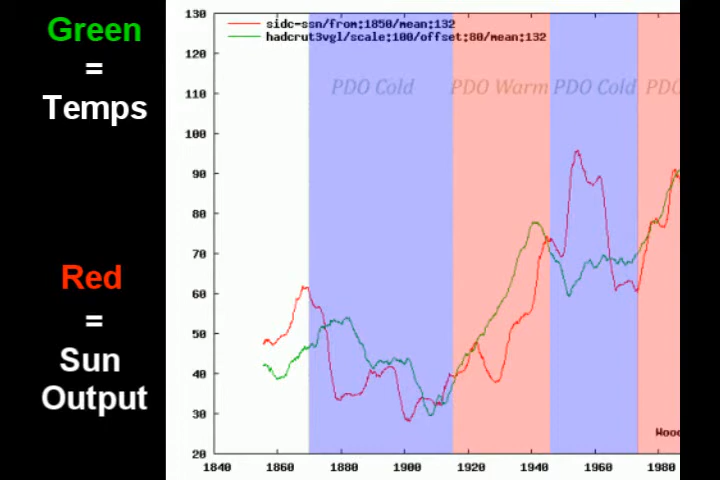 Green
=
Temps
Red
=
Sun
Output
sidc-ssn/from:1850/mean:132
hadcrut3vgl/scale:100/offset:80/mean:132
PDO Cold PDO Warm PDO Cold PDO
130
120
110
100
90
80
70
60
50
40
30
20
Wood
1840 1860 1880 1900 1920 1940 1960 1980